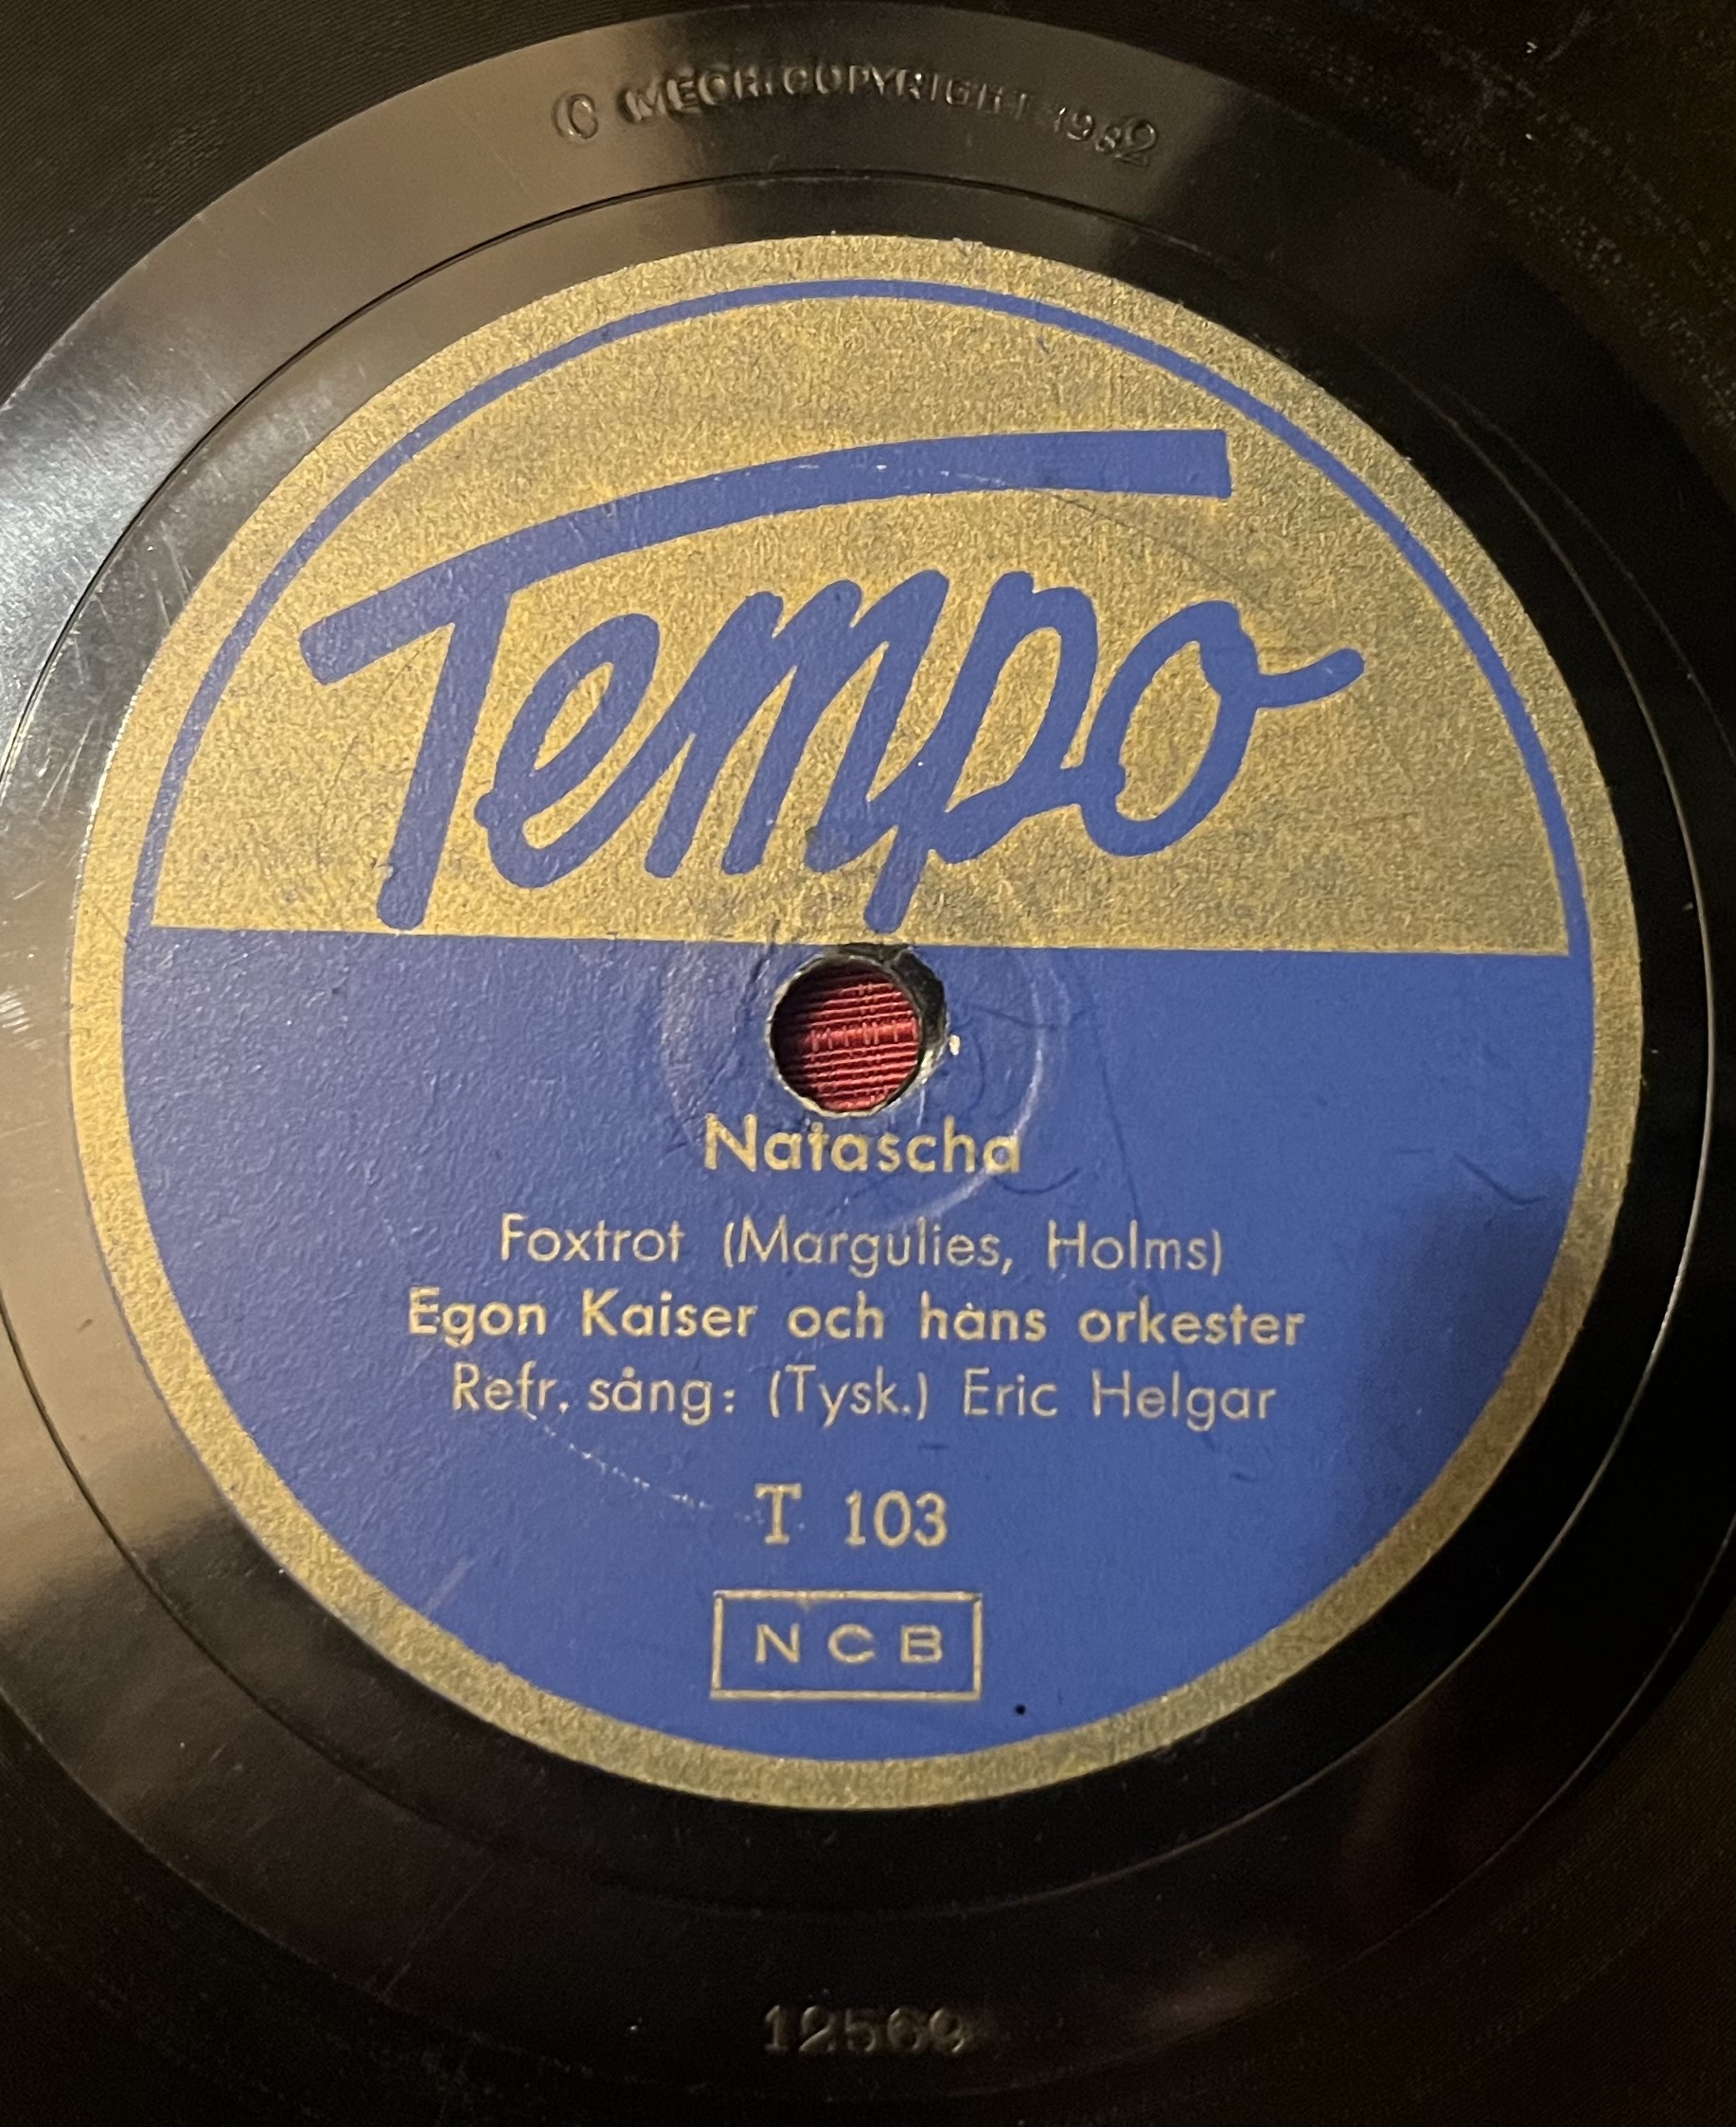 C MECH. COPYRIGHT 1932
Tempo
Natascha
Foxtrot (Margulies, Holms)
Egon Kaiser och hans orkester
Refr. sång: (Tysk.) Eric Helgar
T 103
NCB
12569